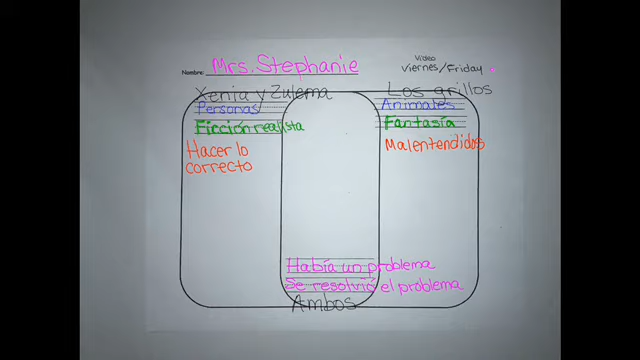 Nombre: Mrs. Stephanie
Video
Viernes/Friday
Xenia y Zulema
Personas
Ficción realista
Hacer lo
correcto
Los grillos
Animales
Fantasía
Malentendidos
Había un problema
Se resolvió el problema
Ambos